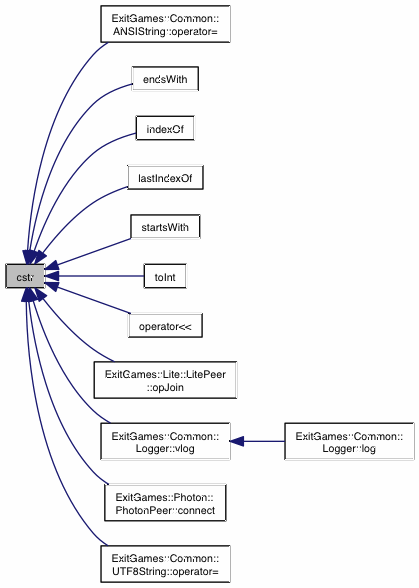 ExitGames::Common::
ANSIString::operator=
endsWith
indexOf
lastIndexOf
startsWith
cstr
toInt
operator<<
ExitGames::Lite::LitePeer
::opJoin
ExitGames::Common::
Logger::vlog
ExitGames::Common::
Logger::log
ExitGames::Photon::
PhotonPeer::connect
ExitGames::Common::
UTF8String::operator=